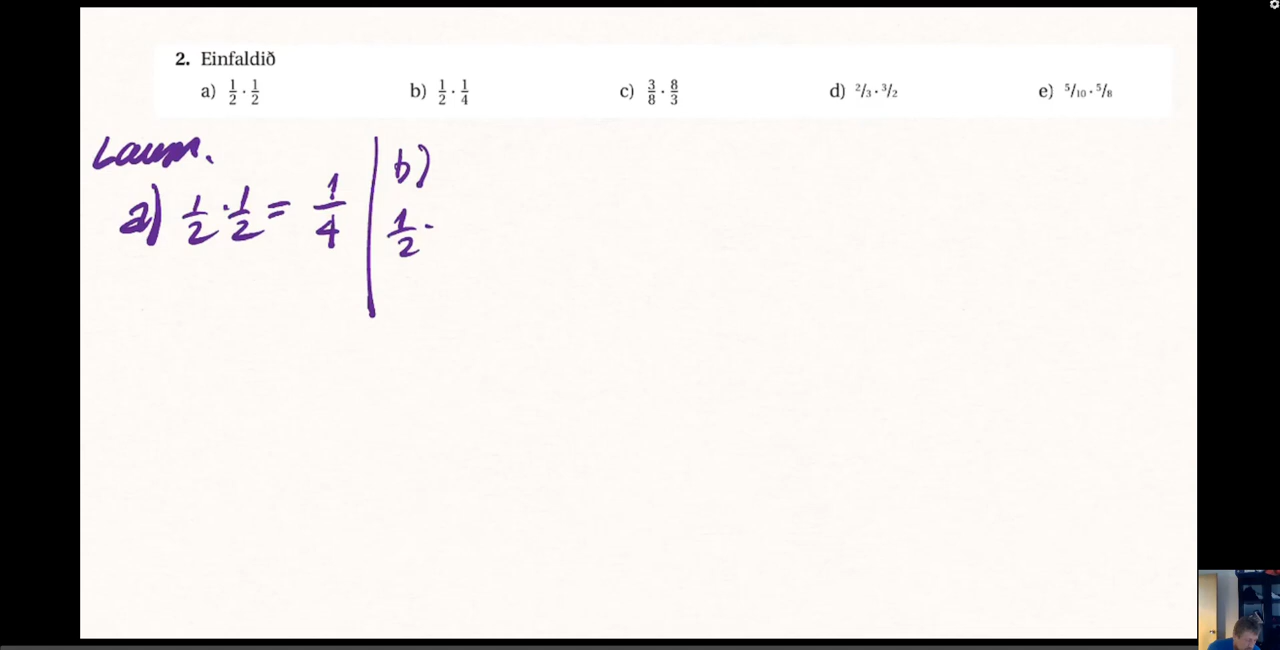 2. Einfaldið
a) 1/2 · 1/2 b) 1/2 · 1/4 c) 3/8 · 8/3 d) 2/3 · 3/2 e) 5/10 · 5/8
a) 1/2 · 1/2 = 1/4
b)
1/2 ·